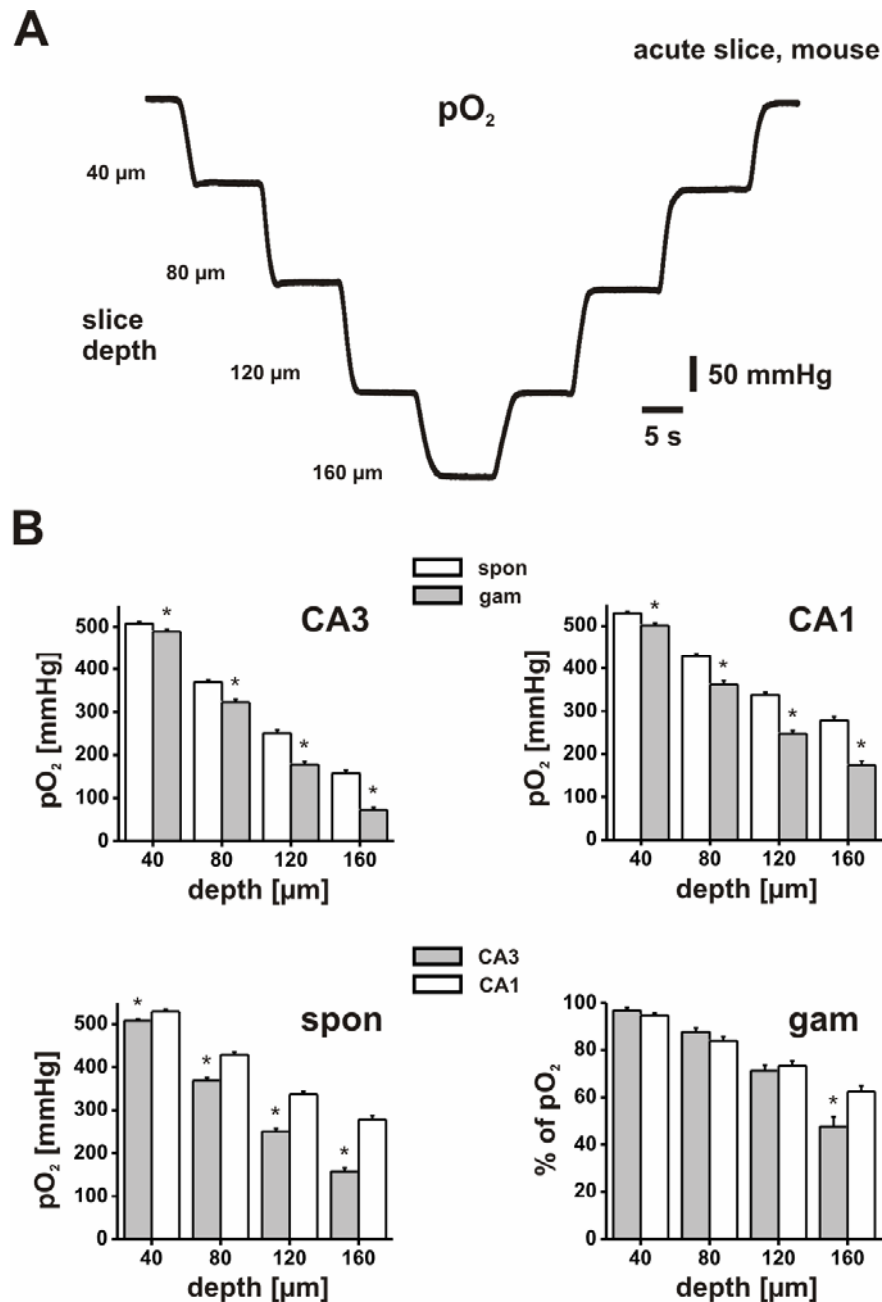 A
acute slice, mouse
pO₂
40 µm
80 µm
slice
depth
120 µm
160 µm
50 mmHg
5 s
B
spon
gam
CA3
pO₂ [mmHg]
500
400
300
200
100
0
*
*
*
*
40 80 120 160
depth [µm]
CA1
pO₂ [mmHg]
500
400
300
200
100
0
*
*
*
*
40 80 120 160
depth [µm]
CA3
CA1
spon
pO₂ [mmHg]
500
400
300
200
100
0
*
*
*
*
40 80 120 160
depth [µm]
gam
% of pO₂
100
80
60
40
20
0
*
40 80 120 160
depth [µm]